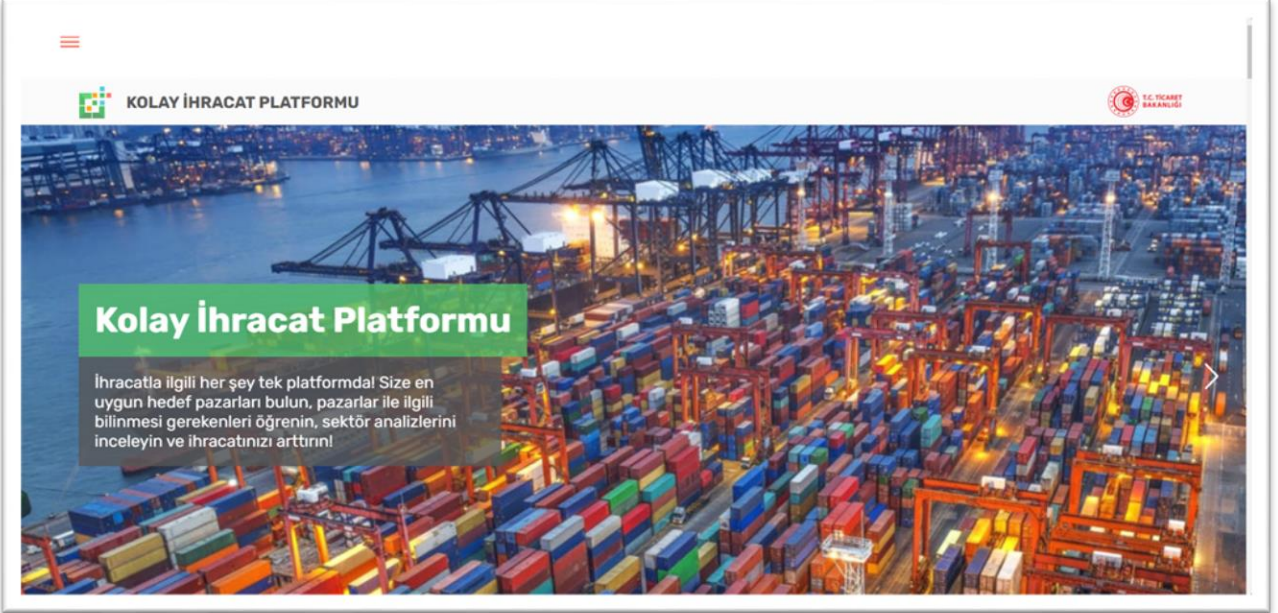 KOLAY İHRACAT PLATFORMU
T.C. TİCARET
BAKANLIĞI
Kolay İhracat Platformu
İhracatla ilgili her şey tek platformda! Size en
uygun hedef pazarları bulun, pazarlar ile ilgili
bilinmesi gerekenleri öğrenin, sektör analizlerini
inceleyin ve ihracatınızı arttırın!